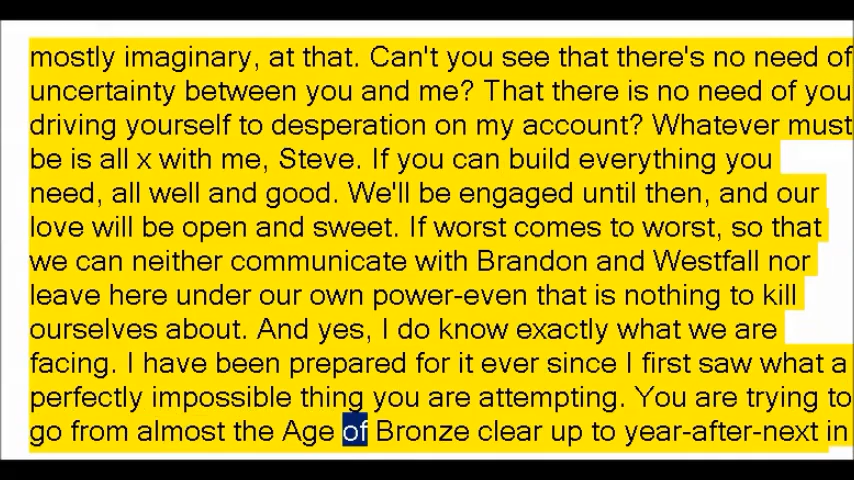 mostly imaginary, at that. Can't you see that there's no need of
uncertainty between you and me? That there is no need of you
driving yourself to desperation on my account? Whatever must
be is all x with me, Steve. If you can build everything you
need, all well and good. We'll be engaged until then, and our
love will be open and sweet. If worst comes to worst, so that
we can neither communicate with Brandon and Westfall nor
leave here under our own power-even that is nothing to kill
ourselves about. And yes, I do know exactly what we are
facing. I have been prepared for it ever since I first saw what a
perfectly impossible thing you are attempting. You are trying to
go from almost the Age of Bronze clear up to year-after-next in